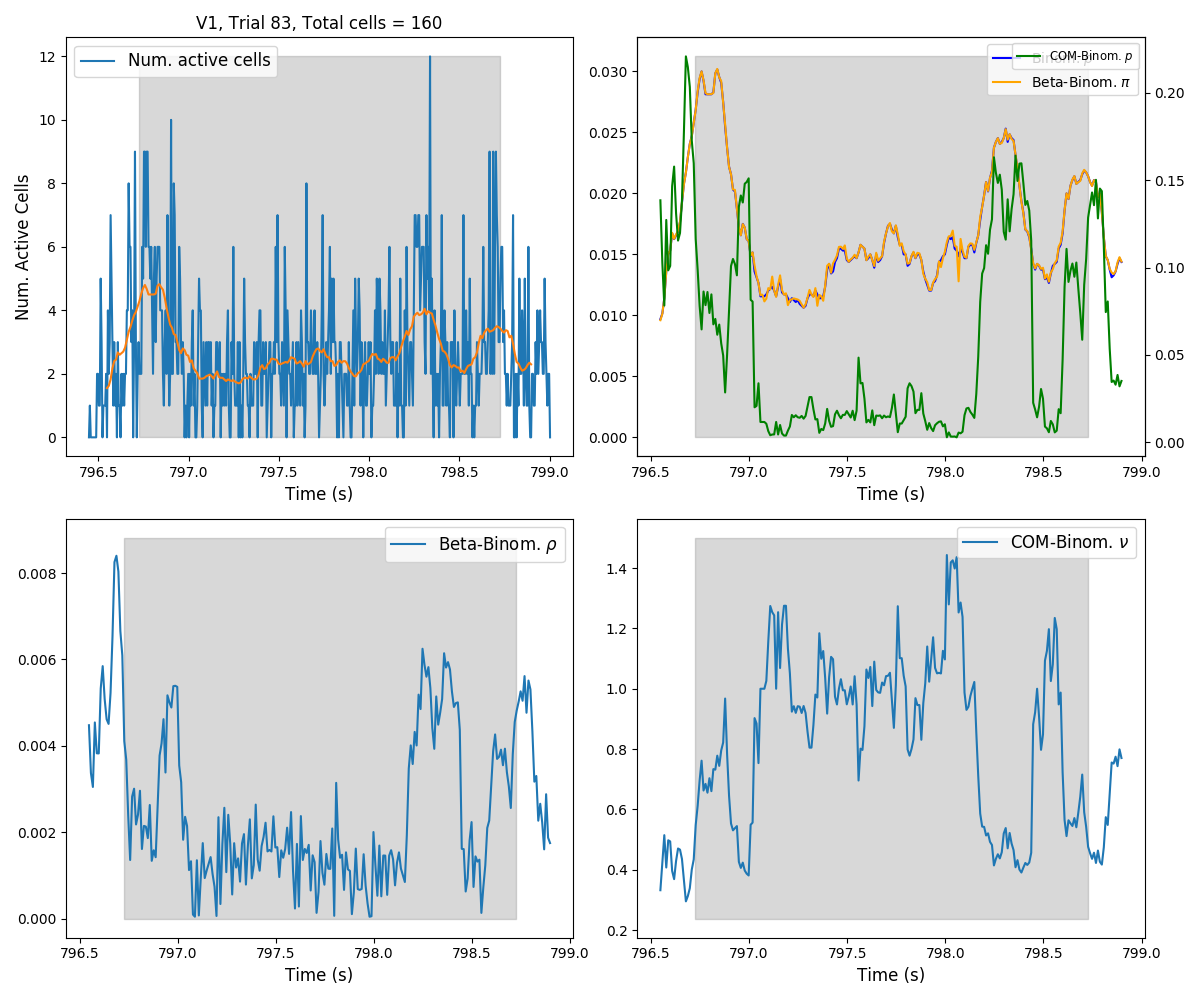 V1, Trial 83, Total cells = 160
Num. active cells
Num. Active Cells
12
10
8
6
4
2
0
796.5 797.0 797.5 798.0 798.5 799.0
Time (s)
COM-Binom. p
Beta-Binom. π
0.030
0.025
0.020
0.015
0.010
0.005
0.000
0.20
0.15
0.10
0.05
0.00
796.5 797.0 797.5 798.0 798.5 799.0
Time (s)
Beta-Binom. ρ
0.008
0.006
0.004
0.002
0.000
796.5 797.0 797.5 798.0 798.5 799.0
Time (s)
COM-Binom. ν
1.4
1.2
1.0
0.8
0.6
0.4
0.2
796.5 797.0 797.5 798.0 798.5 799.0
Time (s)